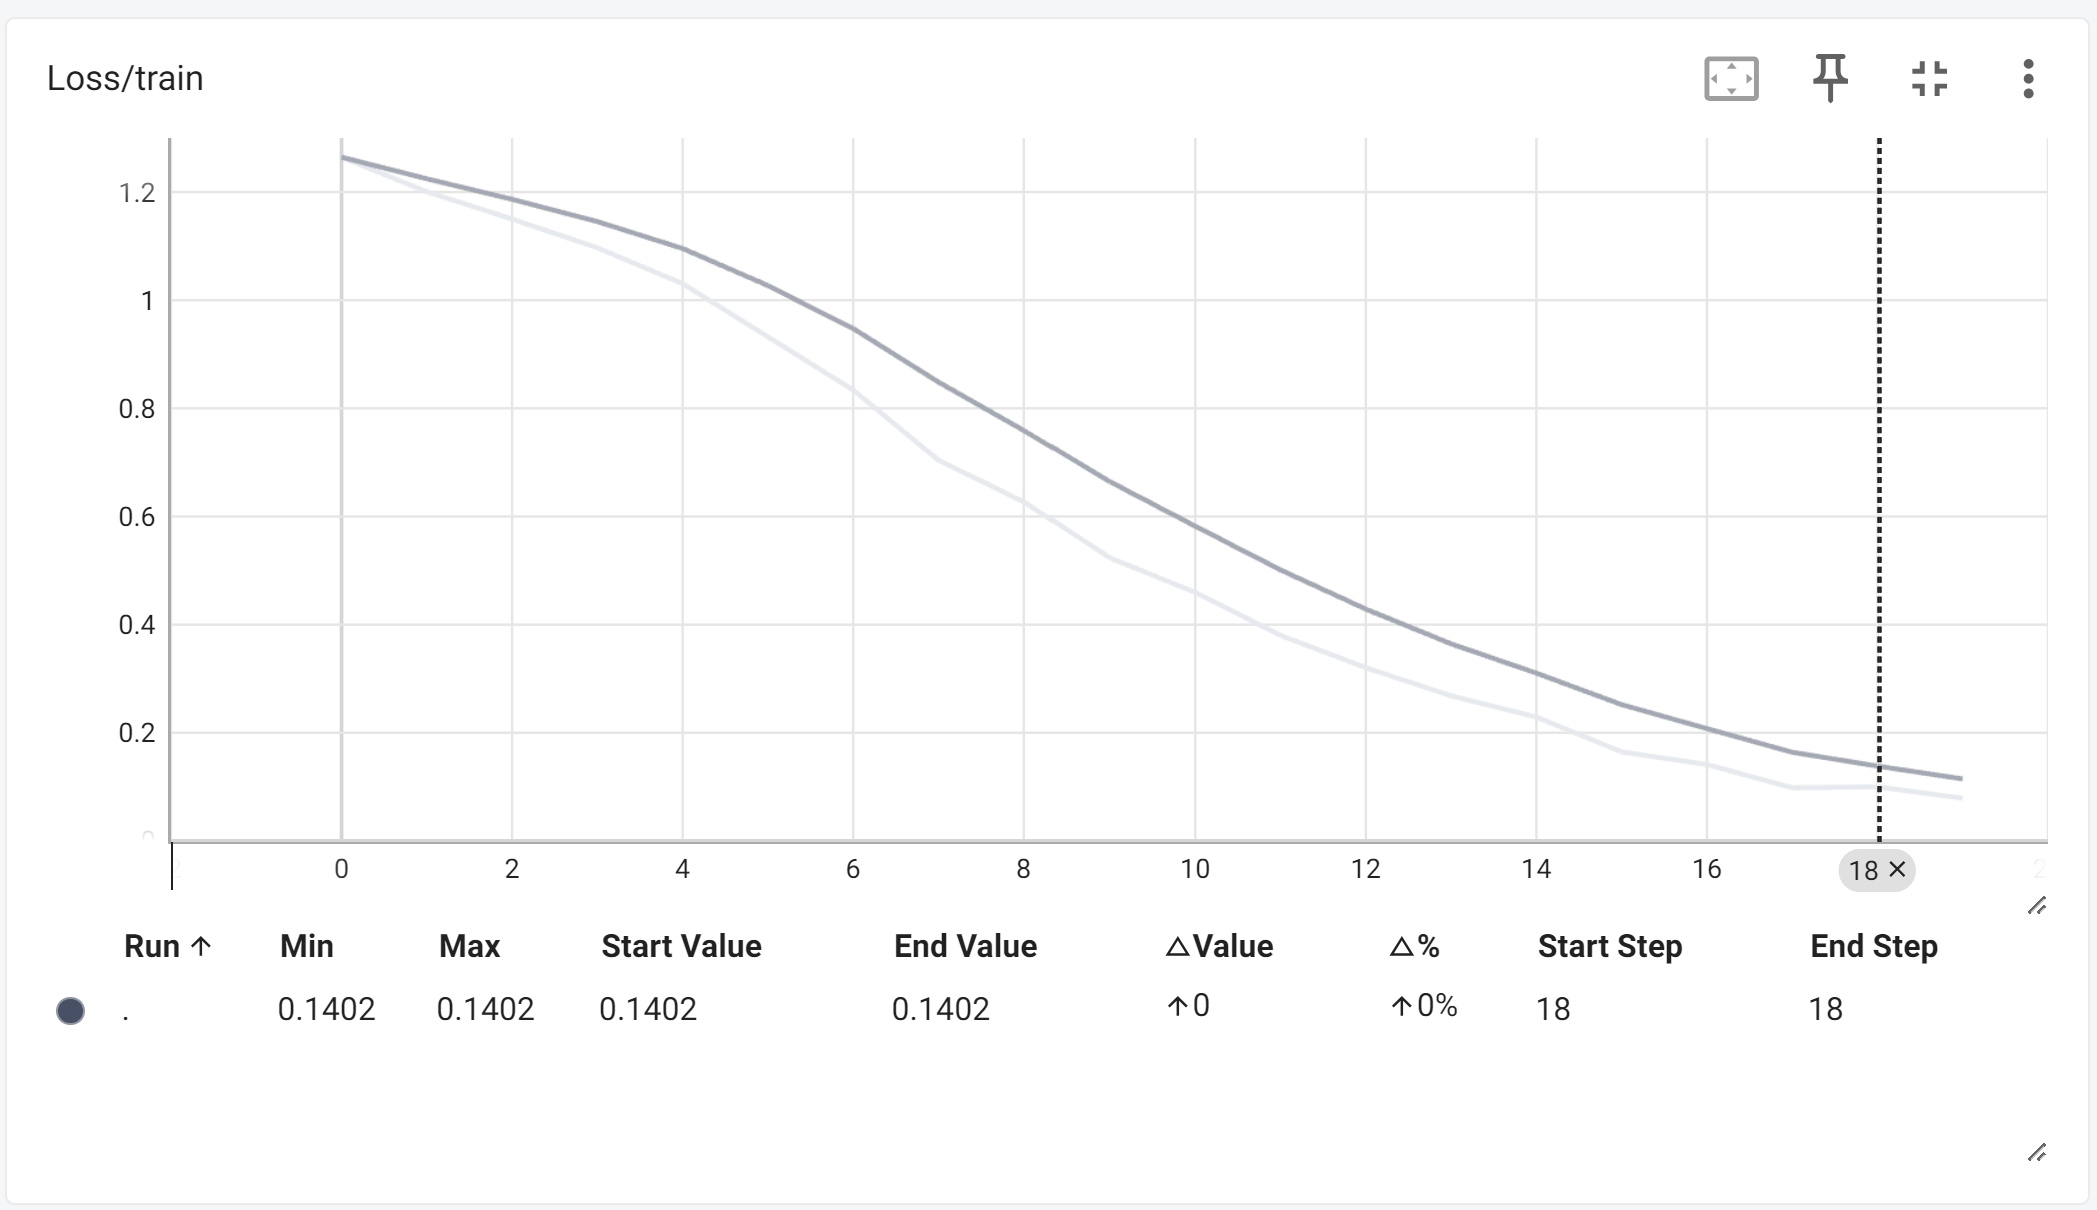 Loss/train
1.2
1
0.8
0.6
0.4
0.2
0
0 2 4 6 8 10 12 14 16 18 ×
Run ↑ Min Max Start Value End Value △Value △% Start Step End Step
. 0.1402 0.1402 0.1402 0.1402 ↑0 ↑0% 18 18